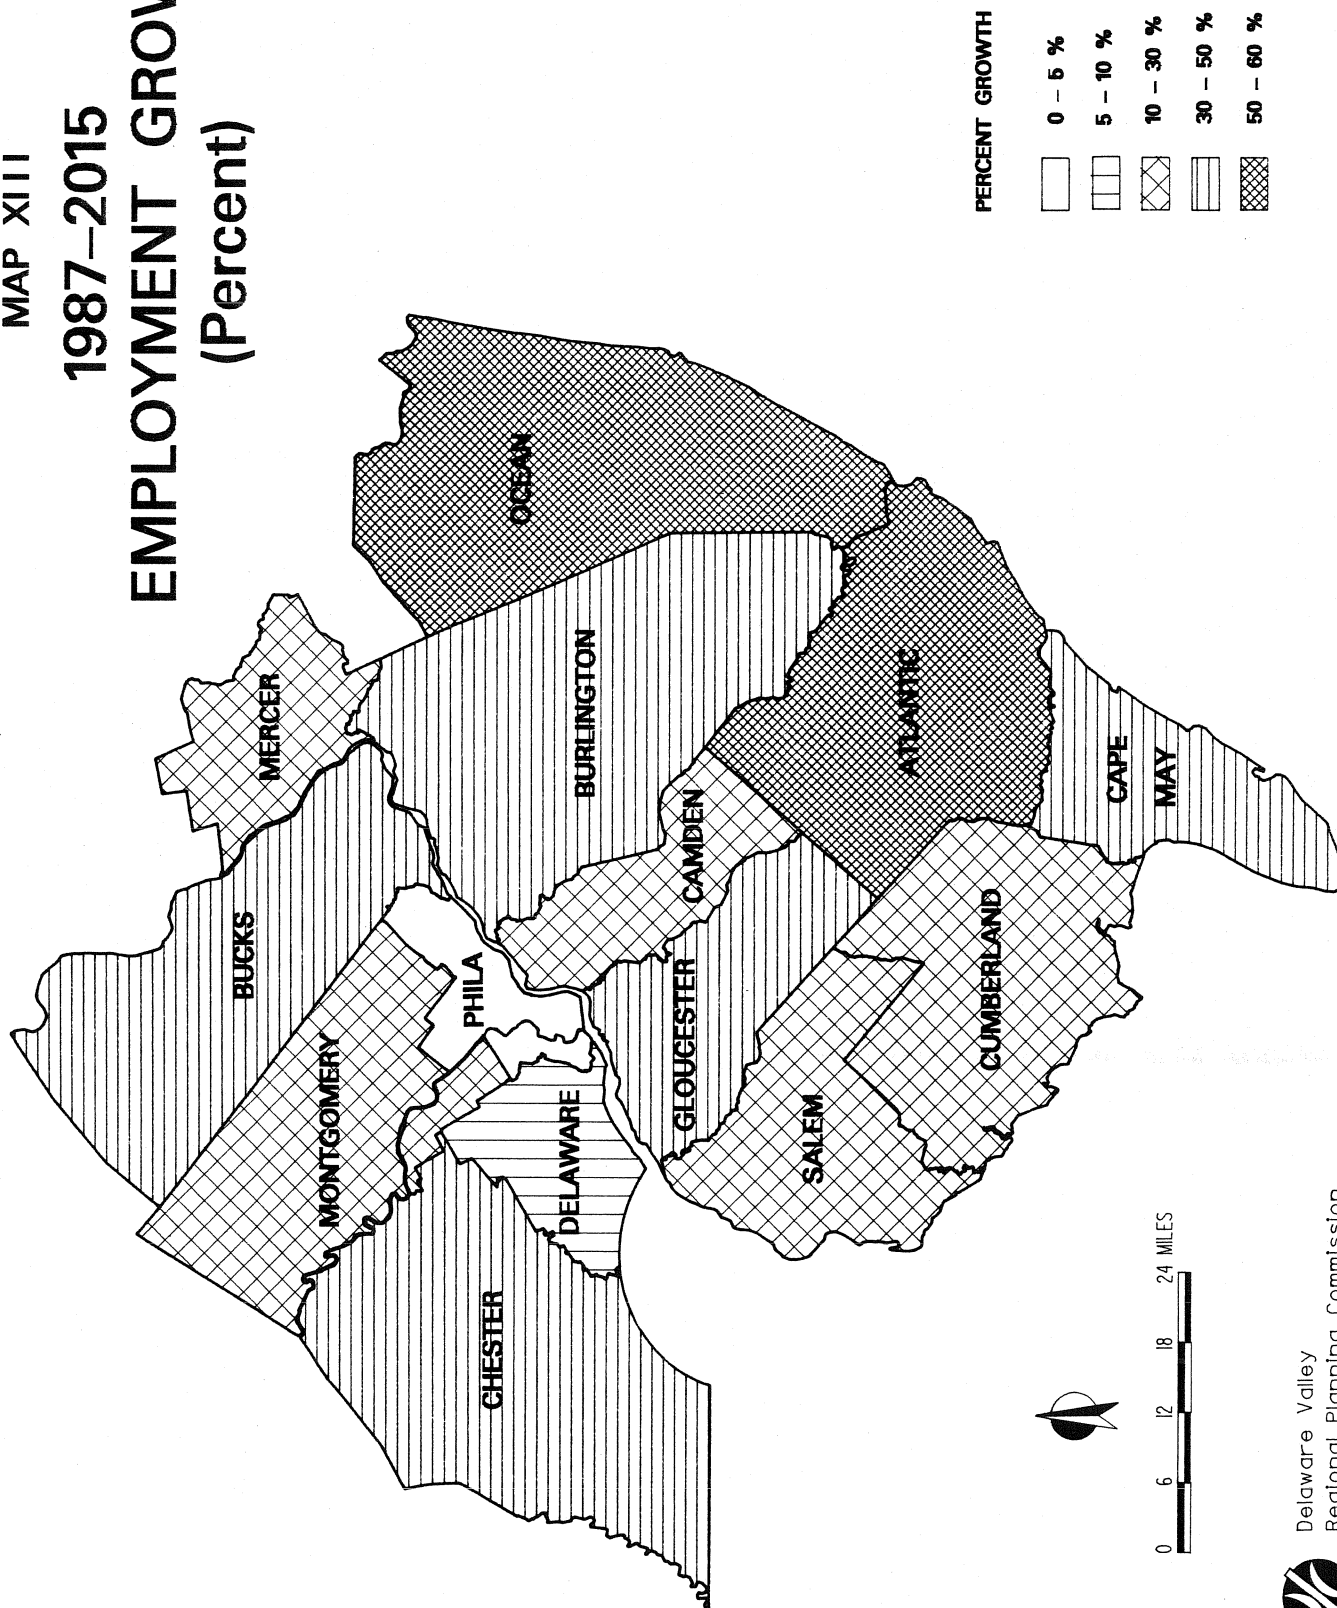 MAP XIII
1987–2015
EMPLOYMENT GROW
(Percent)
PERCENT GROWTH
0 – 5 %
5 – 10 %
10 – 30 %
30 – 50 %
50 – 60 %
BUCKS
MERCER
MONTGOMERY
PHILA
CHESTER
DELAWARE
OCEAN
BURLINGTON
CAMDEN
GLOUCESTER
SALEM
ATLANTIC
CUMBERLAND
CAPE
MAY
0 6 12 18 24 MILES
Delaware Valley
Regional Planning Commission